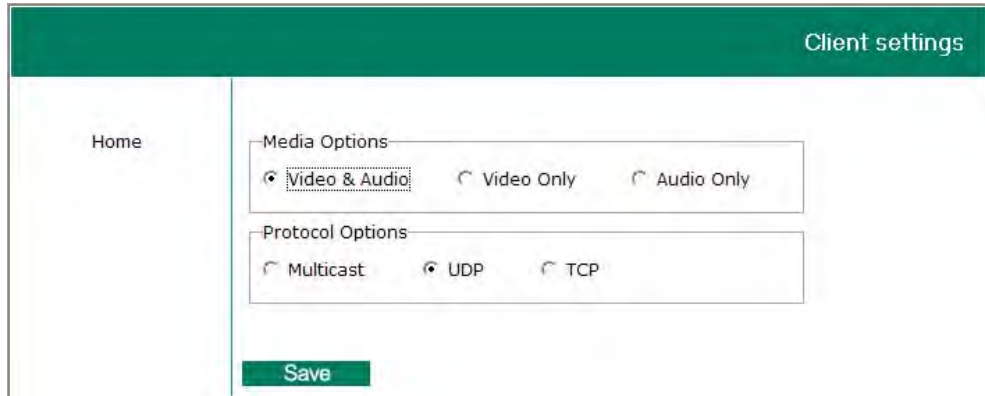 Client settings
Home
Media Options
Video & Audio Video Only Audio Only
Protocol Options
Multicast UDP TCP
Save